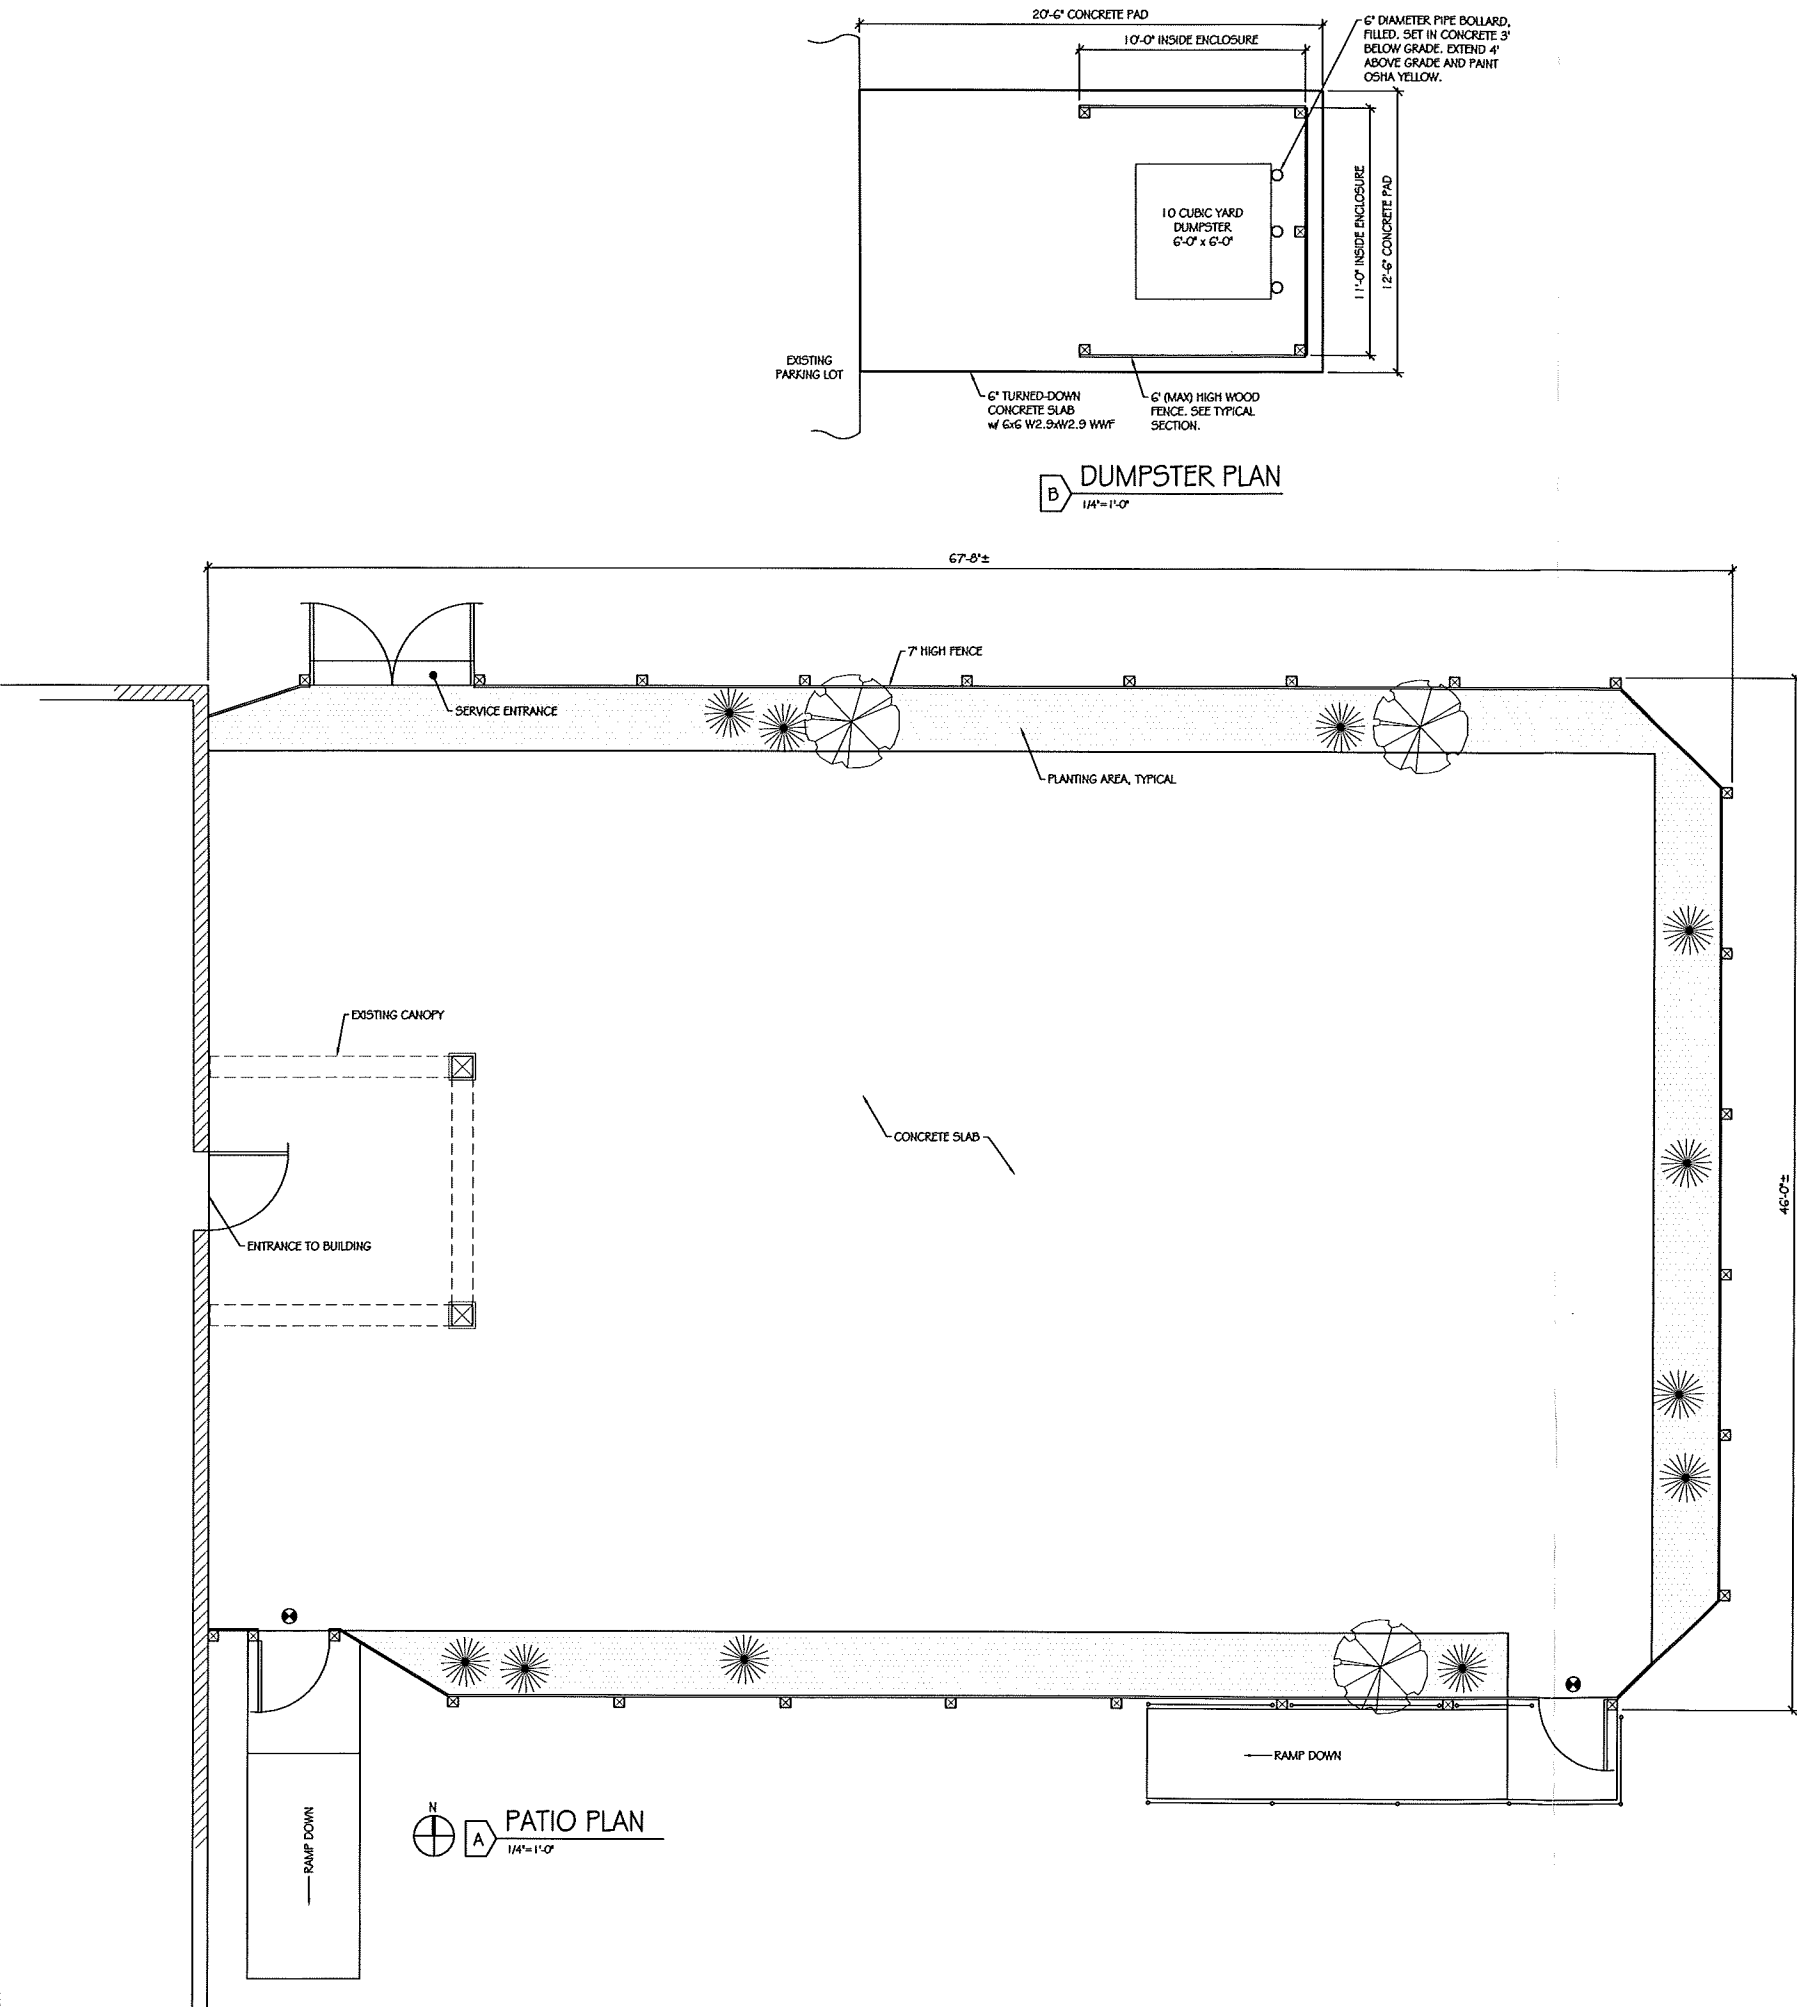 20'-6" CONCRETE PAD
10'-0" INSIDE ENCLOSURE
6" DIAMETER PIPE BOLLARD,
FILLED. SET IN CONCRETE 3'
BELOW GRADE. EXTEND 4'
ABOVE GRADE AND PAINT
OSHA YELLOW.
10 CUBIC YARD
DUMPSTER
6'-0" x 6'-0"
11'-0" INSIDE ENCLOSURE
12'-6" CONCRETE PAD
EXISTING
PARKING LOT
6" TURNED-DOWN
CONCRETE SLAB
w/ 6x6 W2.9xW2.9 WWF
6' (MAX) HIGH WOOD
FENCE. SEE TYPICAL
SECTION.
B
DUMPSTER PLAN
1/4"=1'-0"
67'-8"±
7' HIGH FENCE
SERVICE ENTRANCE
PLANTING AREA, TYPICAL
EXISTING CANOPY
CONCRETE SLAB
46'-0"±
ENTRANCE TO BUILDING
RAMP DOWN
RAMP DOWN
N
A
PATIO PLAN
1/4"=1'-0"